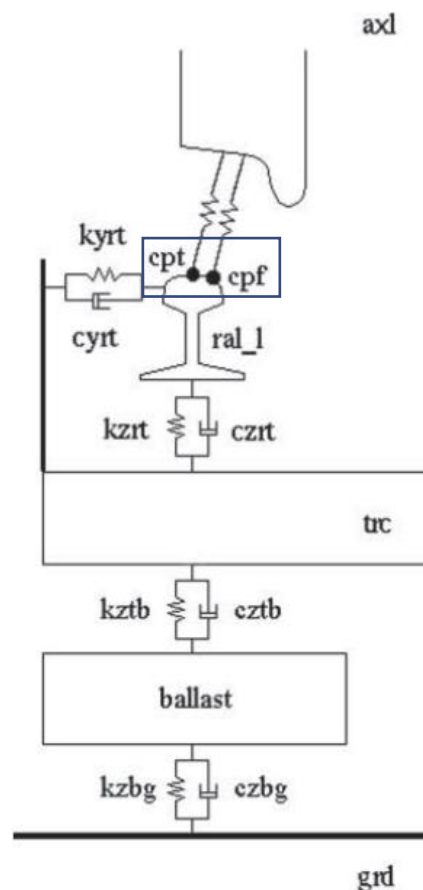 axl
kyrt
cpt
cpf
cyrt
ral_l
kzrt czrt
trc
kztb cztb
ballast
kzbg czbg
grd